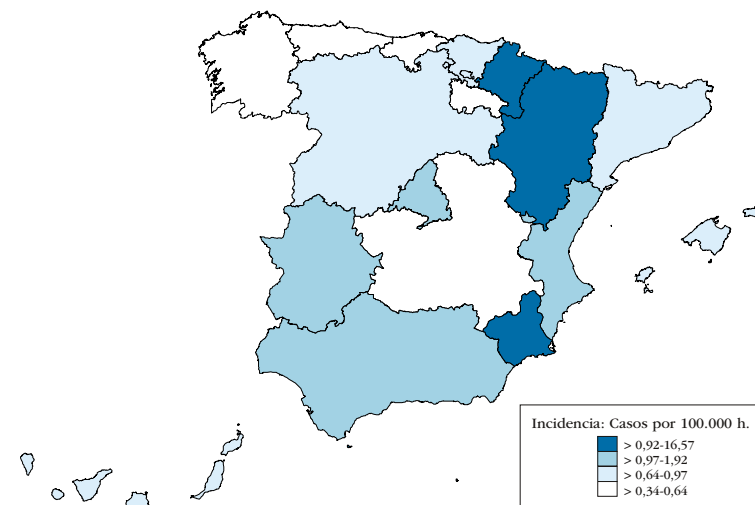 Incidencia: Casos por 100.000 h.
> 0,92-16,57
> 0,97-1,92
> 0,64-0,97
> 0,34-0,64